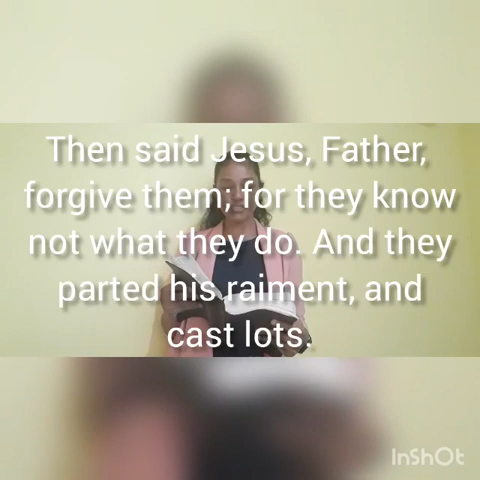 Then said Jesus, Father,
forgive them; for they know
not what they do. And they
parted his raiment, and
cast lots.
InShOt